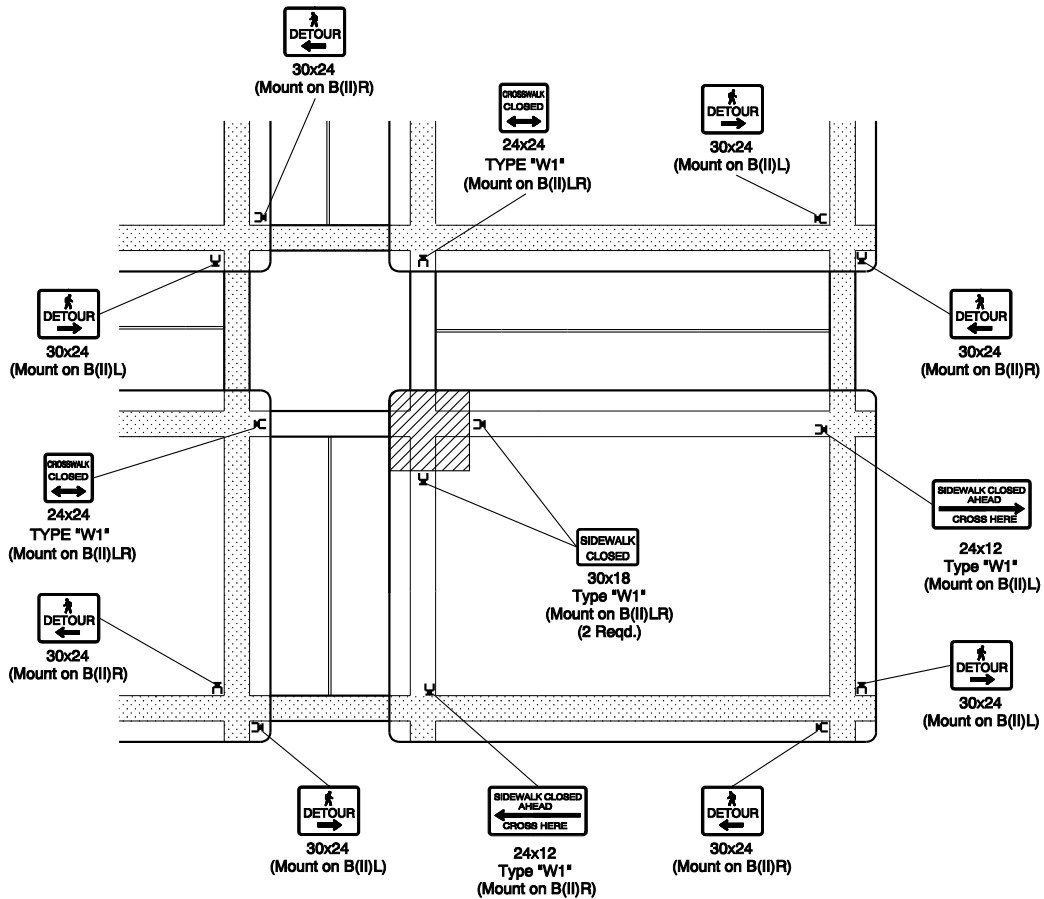 DETOUR
30x24
(Mount on B(II)R)
CROSSWALK
CLOSED
24x24
TYPE "W1"
(Mount on B(II)LR)
DETOUR
30x24
(Mount on B(II)L)
DETOUR
30x24
(Mount on B(II)L)
DETOUR
30x24
(Mount on B(II)R)
CROSSWALK
CLOSED
24x24
TYPE "W1"
(Mount on B(II)LR)
SIDEWALK CLOSED
AHEAD
CROSS HERE
24x12
Type "W1"
(Mount on B(II)L)
SIDEWALK
CLOSED
30x18
Type "W1"
(Mount on B(II)LR)
(2 Reqd.)
DETOUR
30x24
(Mount on B(II)R)
DETOUR
30x24
(Mount on B(II)L)
DETOUR
30x24
(Mount on B(II)L)
SIDEWALK CLOSED
AHEAD
CROSS HERE
24x12
Type "W1"
(Mount on B(II)R)
DETOUR
30x24
(Mount on B(II)R)